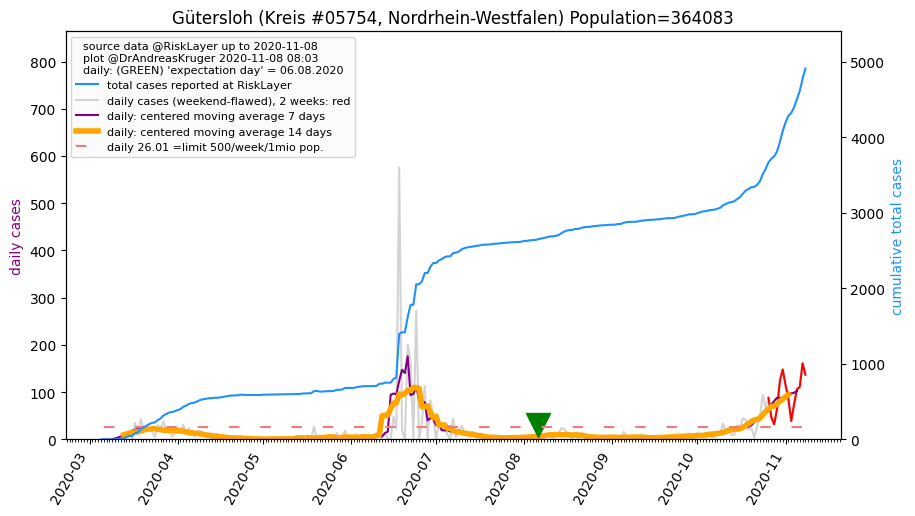 Gütersloh (Kreis #05754, Nordrhein-Westfalen) Population=364083
source data @RiskLayer up to 2020-11-08
plot @DrAndreasKruger 2020-11-08 08:03
daily: (GREEN) 'expectation day' = 06.08.2020
total cases reported at RiskLayer
daily cases (weekend-flawed), 2 weeks: red
daily: centered moving average 7 days
daily: centered moving average 14 days
daily 26.01 =limit 500/week/1mio pop.
daily cases
800
700
600
500
400
300
200
100
0
5000
4000
3000
2000
1000
0
cumulative total cases
2020-03
2020-04
2020-05
2020-06
2020-07
2020-08
2020-09
2020-10
2020-11